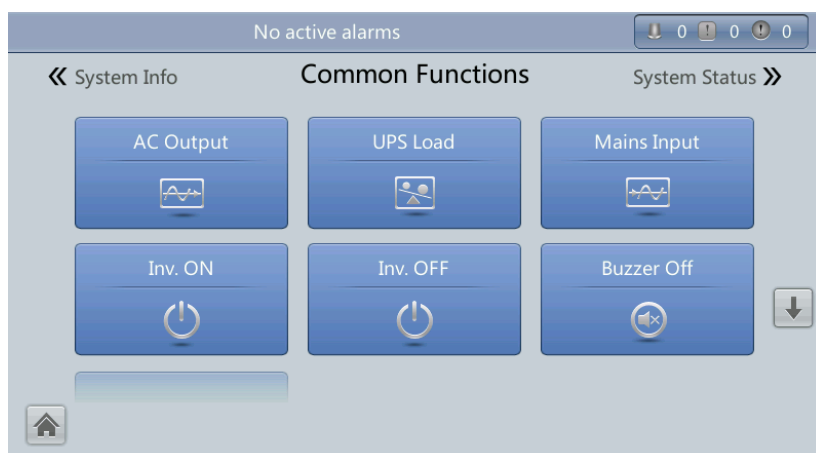 No active alarms 0 0 0
« System Info Common Functions System Status »
AC Output UPS Load Mains Input
Inv. ON Inv. OFF Buzzer Off